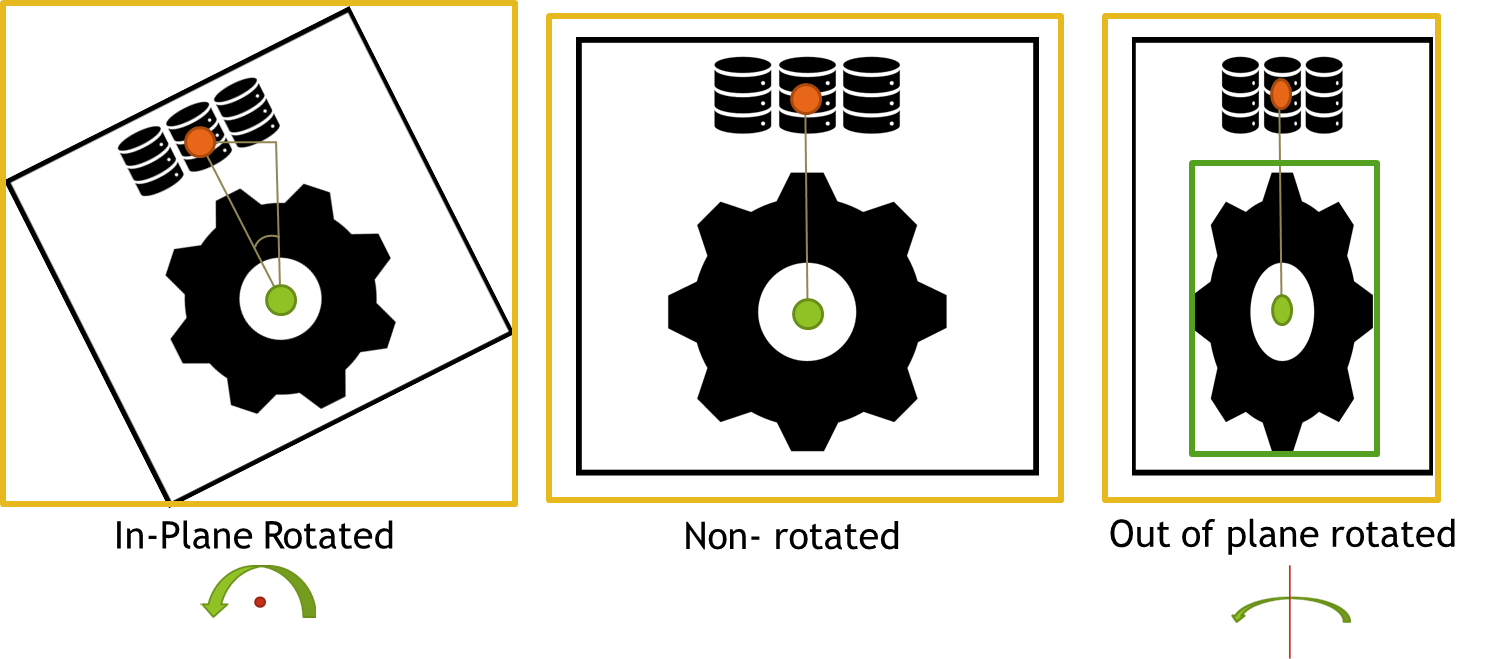 In-Plane Rotated
Non- rotated
Out of plane rotated